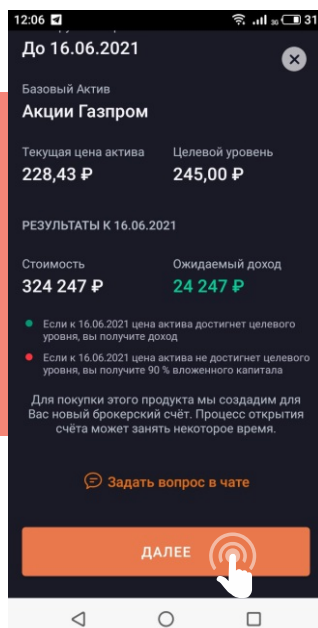 12:06 31
До 16.06.2021
Базовый Актив
Акции Газпром
Текущая цена актива Целевой уровень
228,43 ₽ 245,00 ₽
РЕЗУЛЬТАТЫ К 16.06.2021
Стоимость Ожидаемый доход
324 247 ₽ 24 247 ₽
Если к 16.06.2021 цена актива достигнет целевого
уровня, вы получите доход
Если к 16.06.2021 цена актива не достигнет целевого
уровня, вы получите 90 % вложенного капитала
Для покупки этого продукта мы создадим для
Вас новый брокерский счёт. Процесс открытия
счёта может занять некоторое время.
Задать вопрос в чате
ДАЛЕЕ